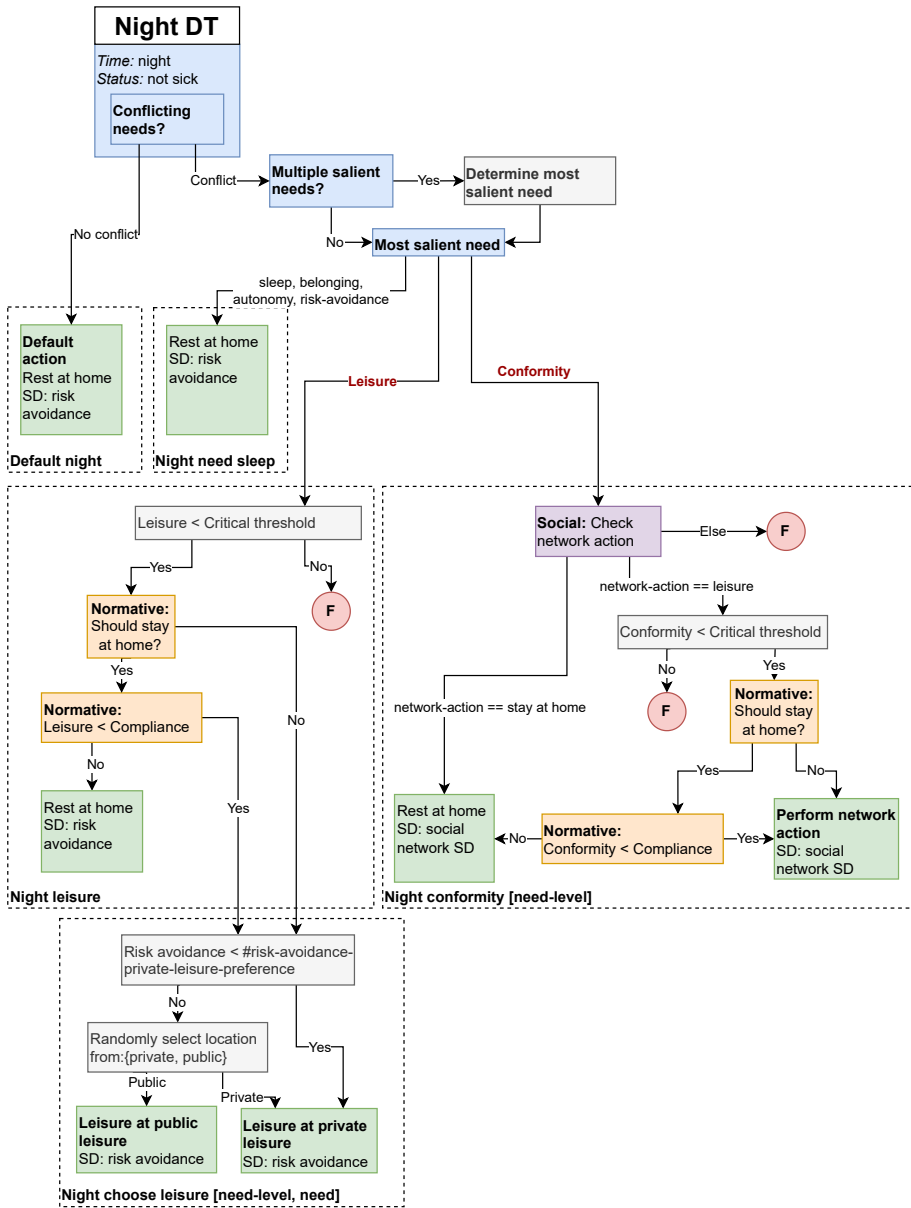 Night DT
Time: night
Status: not sick
Conflicting
needs?
Conflict
Multiple salient
needs?
Yes
Determine most
salient need
No conflict
No
Most salient need
sleep, belonging,
autonomy, risk-avoidance
Default
action
Rest at home
SD: risk
avoidance
Default night
Rest at home
SD: risk
avoidance
Night need sleep
Leisure
Conformity
Leisure < Critical threshold
Yes
No
F
Normative:
Should stay
at home?
Yes
No
Normative:
Leisure < Compliance
No
Yes
Rest at home
SD: risk
avoidance
Night leisure
Social: Check
network action
Else
F
network-action == leisure
Conformity < Critical threshold
No
Yes
F
Normative:
Should stay
at home?
network-action == stay at home
Yes
No
Rest at home
SD: social
network SD
No
Normative:
Conformity < Compliance
Yes
Perform network
action
SD: social
network SD
Night conformity [need-level]
Risk avoidance < #risk-avoidance-
private-leisure-preference
No
Yes
Randomly select location
from:{private, public}
Public
Private
Leisure at public
leisure
SD: risk avoidance
Leisure at private
leisure
SD: risk avoidance
Night choose leisure [need-level, need]